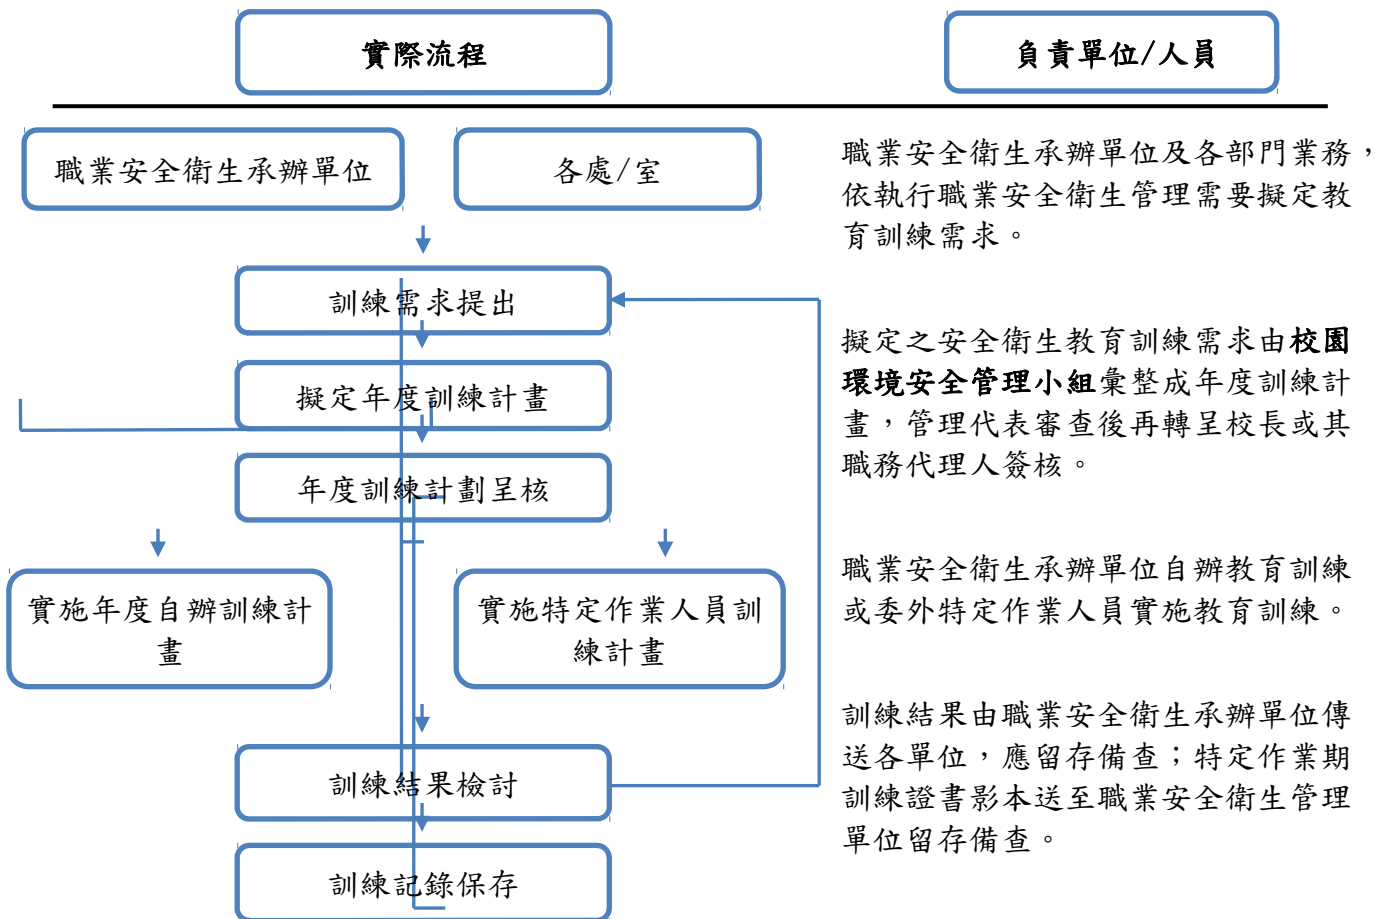 實際流程
負責單位/人員
職業安全衛生承辦單位
各處/室
職業安全衛生承辦單位及各部門業務，
依執行職業安全衛生管理需要擬定教
育訓練需求。
訓練需求提出
擬定年度訓練計畫
擬定之安全衛生教育訓練需求由校園
環境安全管理小組彙整成年度訓練計
畫，管理代表審查後再轉呈校長或其
職務代理人簽核。
年度訓練計劃呈核
實施年度自辦訓練計
畫
實施特定作業人員訓
練計畫
職業安全衛生承辦單位自辦教育訓練
或委外特定作業人員實施教育訓練。
訓練結果檢討
訓練結果由職業安全衛生承辦單位傳
送各單位，應留存備查；特定作業期
訓練證書影本送至職業安全衛生管理
單位留存備查。
訓練記錄保存